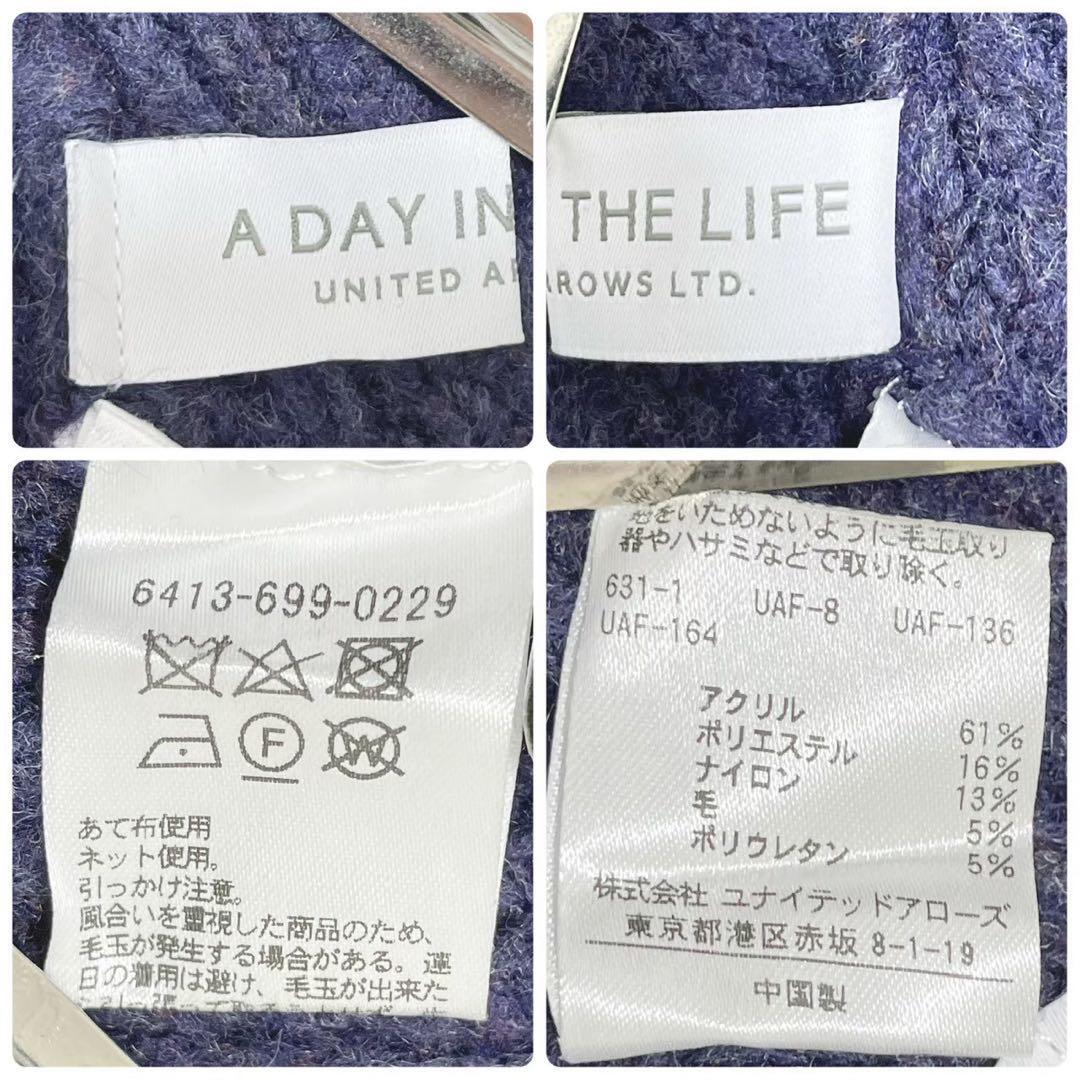 A DAY IN
UNITED AR
THE LIFE
ROWS LTD.
6413-699-0229
F
W
あて布使用
ネット使用。
引っかけ注意。
風合いを重視した商品のため、
毛玉が発生する場合がある。連
日の着用は避け、毛玉が出来た
地をいためないように毛玉取り
器やハサミなどで取り除く。
631-1 UAF-8 UAF-136
UAF-164
アクリル 61%
ポリエステル 16%
ナイロン 13%
毛 5%
ポリウレタン 5%
株式会社 ユナイテッドアローズ
東京都港区赤坂 8-1-19
中国製